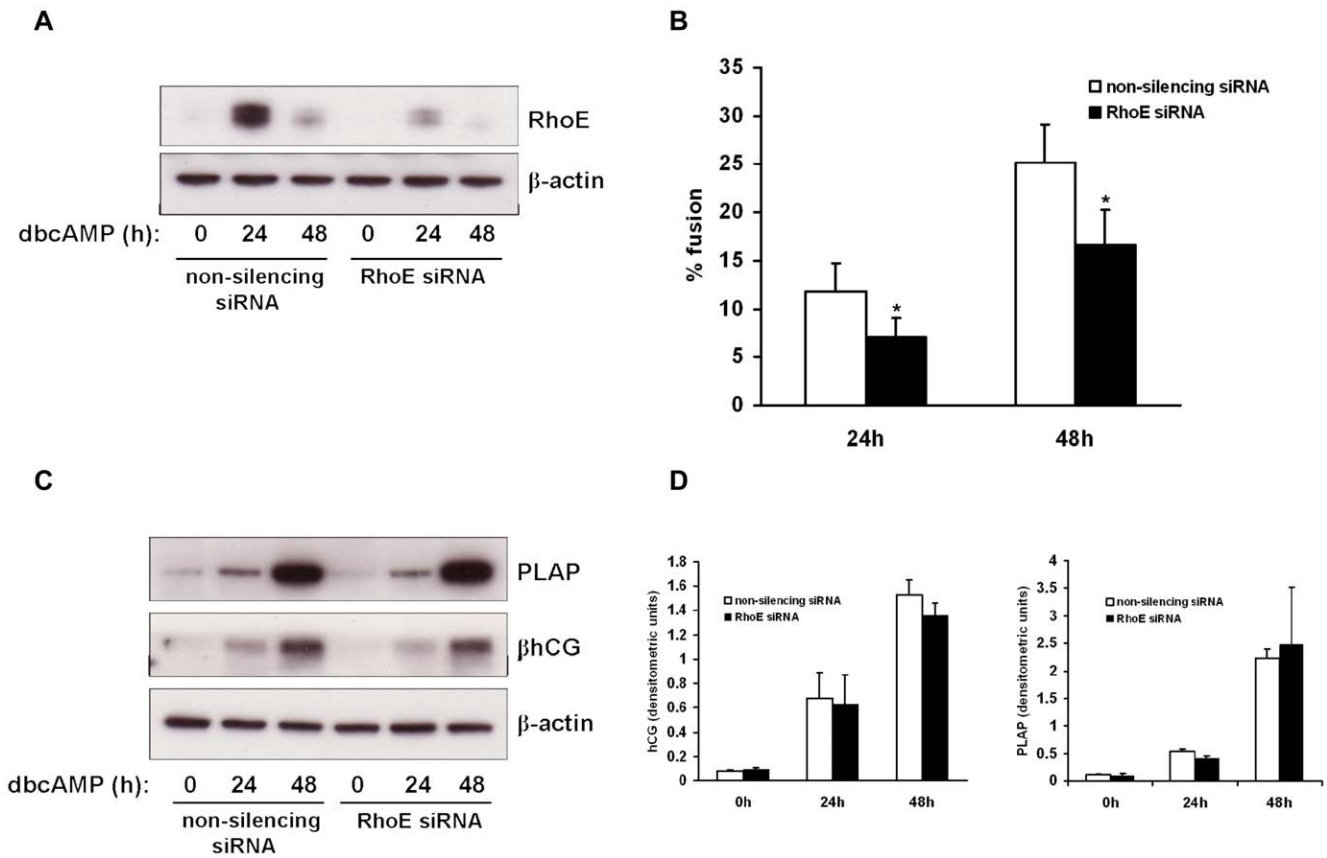 A
RhoE
β-actin
dbcAMP (h): 0 24 48 0 24 48
non-silencing siRNA
RhoE siRNA
B
35
30
25
20
15
10
5
0
% fusion
non-silencing siRNA
RhoE siRNA
*
*
24h
48h
C
PLAP
βhCG
β-actin
dbcAMP (h): 0 24 48 0 24 48
non-silencing siRNA
RhoE siRNA
D
1.8
1.6
1.4
1.2
1
0.8
0.6
0.4
0.2
0
hCG (densitometric units)
non-silencing siRNA
RhoE siRNA
0h
24h
48h
4
3.5
3
2.5
2
1.5
1
0.5
0
PLAP (densitometric units)
non-silencing siRNA
RhoE siRNA
0h
24h
48h